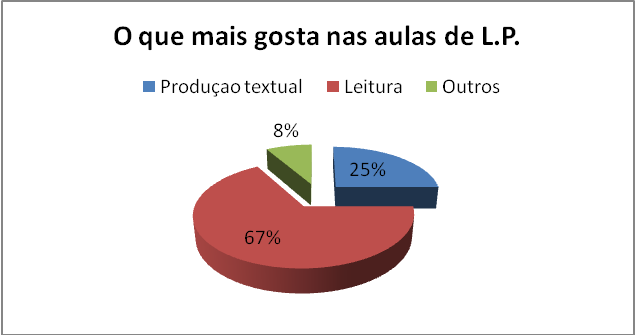 O que mais gosta nas aulas de L.P.
Produçao textual Leitura Outros
8%
25%
67%